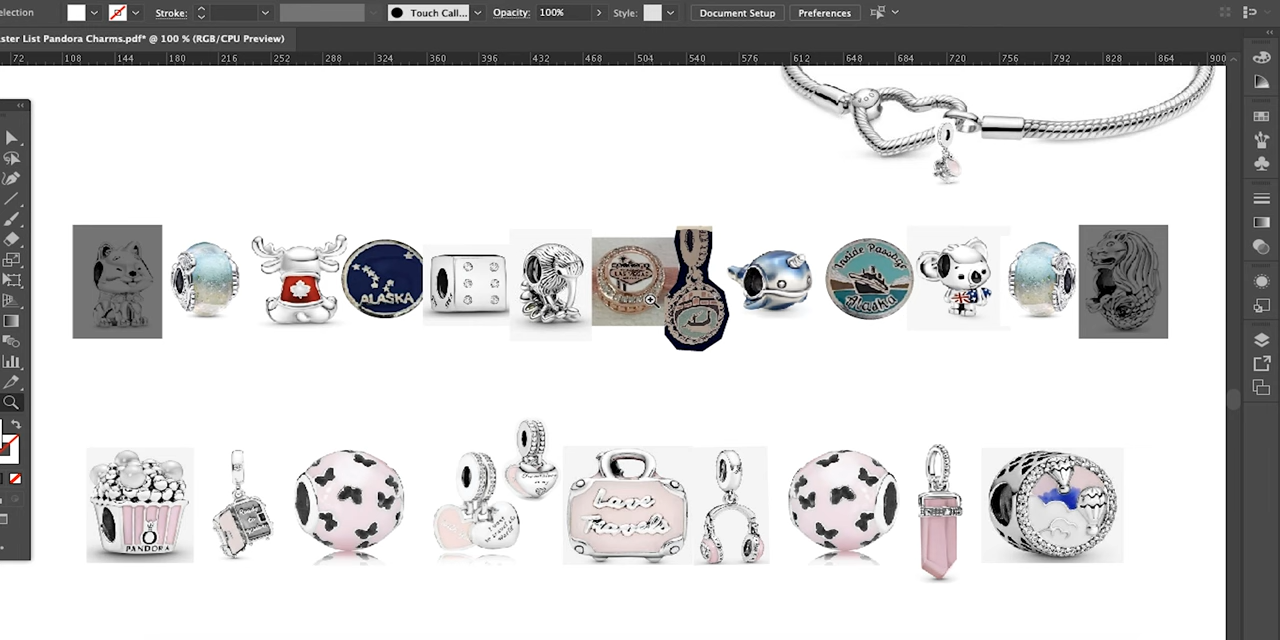 election
Stroke:
Touch Call...
Opacity: 100%
Style:
Document Setup
Preferences
ster List Pandora Charms.pdf* @ 100 % (RGB/CPU Preview)
72 108 144 180 216 252 288 324 360 396 432 468 504 540 576 612 648 684 720 756 792 828 864 900
ALASKA
Inside Passage
Alaska
PANDORA
Love
Travels